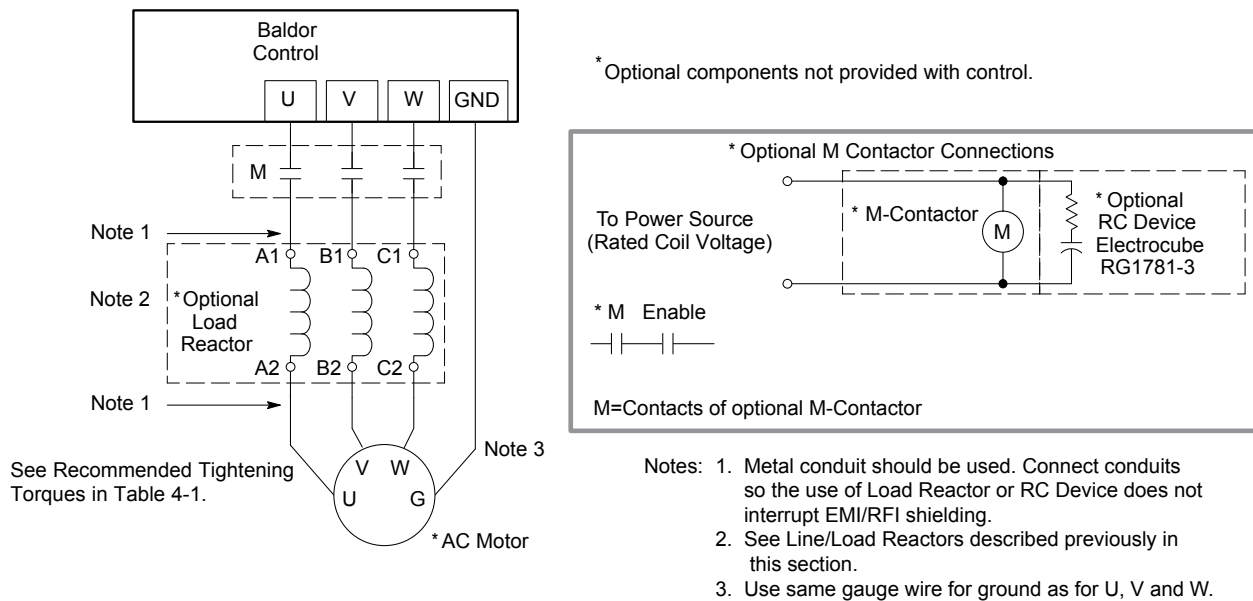 Baldor
Control
U V W GND
M
Note 1
A1 B1 C1
Note 2
*Optional
Load
Reactor
A2 B2 C2
Note 1
Note 3
See Recommended Tightening
Torques in Table 4-1.
V W
U G
*AC Motor
*Optional components not provided with control.
* Optional M Contactor Connections
To Power Source
(Rated Coil Voltage)
* M-Contactor
M
* Optional
RC Device
Electrocube
RG1781-3
* M Enable
M=Contacts of optional M-Contactor
Notes: 1. Metal conduit should be used. Connect conduits
so the use of Load Reactor or RC Device does not
interrupt EMI/RFI shielding.
2. See Line/Load Reactors described previously in
this section.
3. Use same gauge wire for ground as for U, V and W.